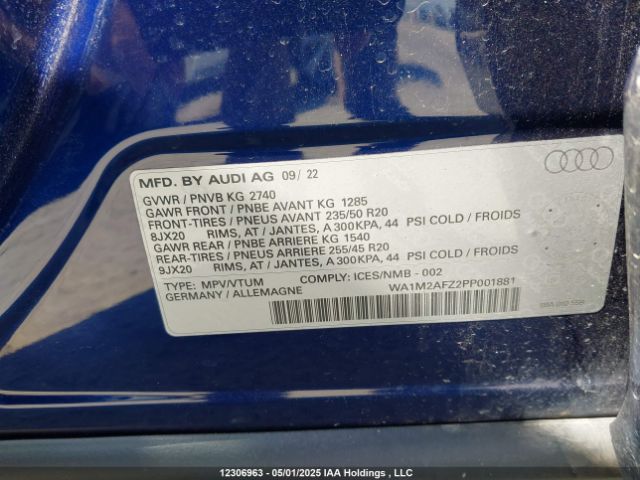 MFD. BY AUDI AG 09/ 22
GVWR / PNVB KG 2740
GAWR FRONT / PNBE AVANT KG 1285
FRONT-TIRES / PNEUS AVANT 235/50 R20
8JX20 RIMS, AT / JANTES, A 300KPA, 44 PSI COLD / FROIDS
GAWR REAR / PNBE ARRIERE KG 1540
REAR-TIRES / PNEUS ARRIERE 255/45 R20
9JX20 RIMS, AT / JANTES, A 300KPA, 44 PSI COLD / FROIDS
TYPE: MPV/VTUM COMPLY: ICES/NMB - 002
GERMANY / ALLEMAGNE WA1M2AFZ2PP001881
12306963 — 05/01/2025 IAA Holdings , LLC